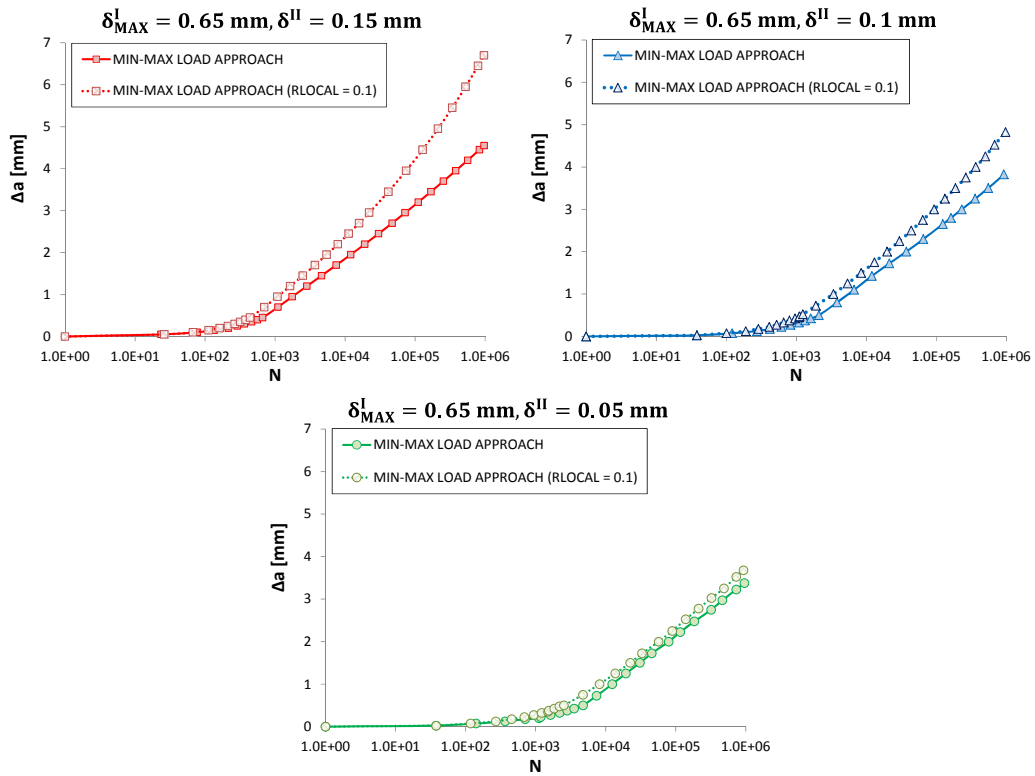 δ^I_MAX = 0.65 mm, δ^II = 0.15 mm
7
6
5
4
3
2
1
0
Δa [mm]
MIN-MAX LOAD APPROACH
MIN-MAX LOAD APPROACH (RLOCAL = 0.1)
1.0E+00 1.0E+01 1.0E+02 1.0E+03 1.0E+04 1.0E+05 1.0E+06
N
δ^I_MAX = 0.65 mm, δ^II = 0.1 mm
7
6
5
4
3
2
1
0
Δa [mm]
MIN-MAX LOAD APPROACH
MIN-MAX LOAD APPROACH (RLOCAL = 0.1)
1.0E+00 1.0E+01 1.0E+02 1.0E+03 1.0E+04 1.0E+05 1.0E+06
N
δ^I_MAX = 0.65 mm, δ^II = 0.05 mm
7
6
5
4
3
2
1
0
Δa [mm]
MIN-MAX LOAD APPROACH
MIN-MAX LOAD APPROACH (RLOCAL = 0.1)
1.0E+00 1.0E+01 1.0E+02 1.0E+03 1.0E+04 1.0E+05 1.0E+06
N